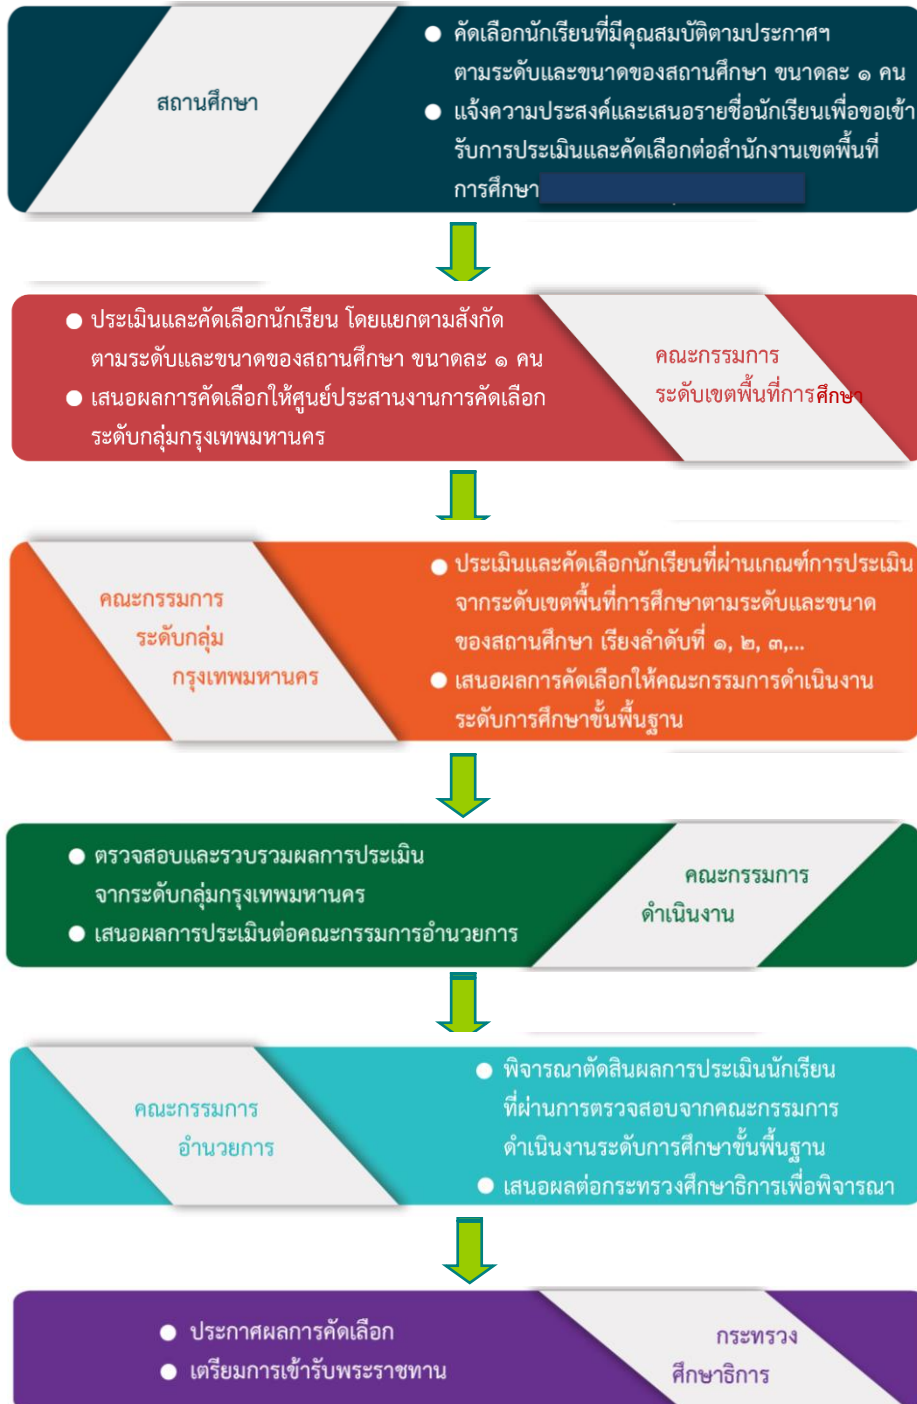 สถานศึกษา
● คัดเลือกนักเรียนที่มีคุณสมบัติตามประกาศฯ
ตามระดับและขนาดของสถานศึกษา ขนาดละ ๑ คน
● แจ้งความประสงค์และเสนอรายชื่อนักเรียนเพื่อขอเข้า
รับการประเมินและคัดเลือกต่อสำนักงานเขตพื้นที่
การศึกษา
● ประเมินและคัดเลือกนักเรียน โดยแยกตามสังกัด
ตามระดับและขนาดของสถานศึกษา ขนาดละ ๑ คน
● เสนอผลการคัดเลือกให้ศูนย์ประสานงานการคัดเลือก
ระดับกลุ่มกรุงเทพมหานคร
คณะกรรมการ
ระดับเขตพื้นที่การศึกษา
คณะกรรมการ
ระดับกลุ่ม
กรุงเทพมหานคร
● ประเมินและคัดเลือกนักเรียนที่ผ่านเกณฑ์การประเมิน
จากระดับเขตพื้นที่การศึกษาตามระดับและขนาด
ของสถานศึกษา เรียงลำดับที่ ๑, ๒, ๓,...
● เสนอผลการคัดเลือกให้คณะกรรมการดำเนินงาน
ระดับการศึกษาขั้นพื้นฐาน
● ตรวจสอบและรวบรวมผลการประเมิน
จากระดับกลุ่มกรุงเทพมหานคร
● เสนอผลการประเมินต่อคณะกรรมการอำนวยการ
คณะกรรมการ
ดำเนินงาน
คณะกรรมการ
อำนวยการ
● พิจารณาตัดสินผลการประเมินนักเรียน
ที่ผ่านการตรวจสอบจากคณะกรรมการ
ดำเนินงานระดับการศึกษาขั้นพื้นฐาน
● เสนอผลต่อกระทรวงศึกษาธิการเพื่อพิจารณา
● ประกาศผลการคัดเลือก
● เตรียมการเข้ารับพระราชทาน
กระทรวง
ศึกษาธิการ